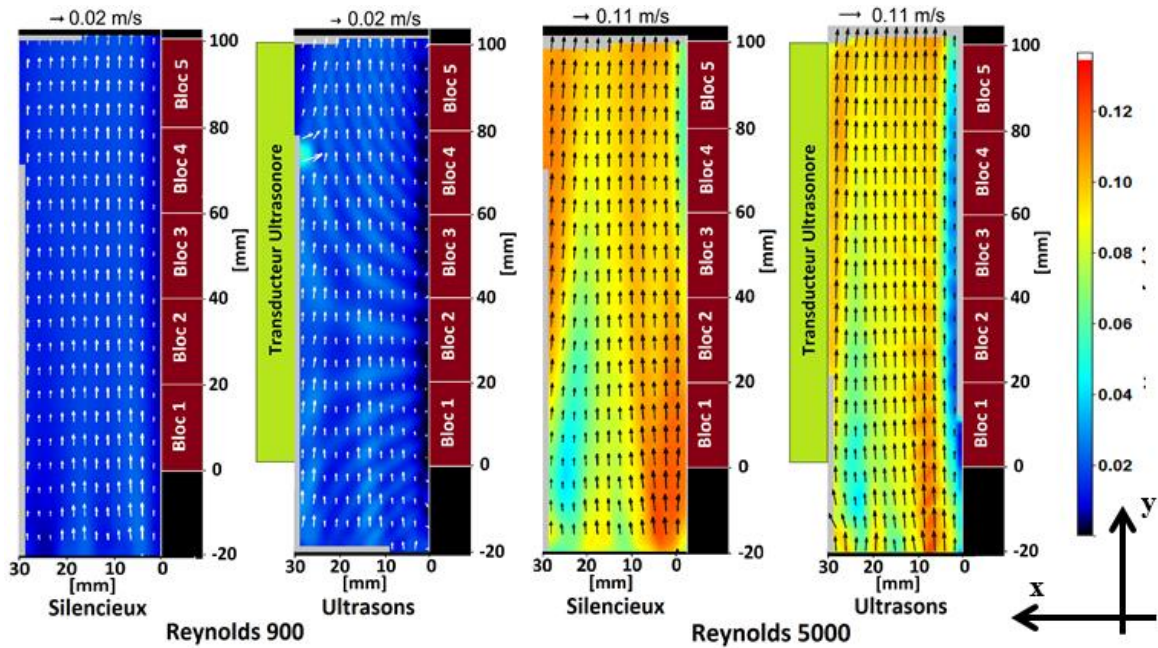 → 0.02 m/s
→ 0.02 m/s
→ 0.11 m/s
→ 0.11 m/s
100
80
60
40
20
0
-20
[mm]
Bloc 5
Bloc 4
Bloc 3
Bloc 2
Bloc 1
30 20 10 0
[mm]
Silencieux
Transducteur Ultrasonore
100
80
60
40
20
0
-20
[mm]
Bloc 5
Bloc 4
Bloc 3
Bloc 2
Bloc 1
30 20 10 0
[mm]
Ultrasons
Reynolds 900
100
80
60
40
20
0
-20
[mm]
Bloc 5
Bloc 4
Bloc 3
Bloc 2
Bloc 1
30 20 10 0
[mm]
Silencieux
Transducteur Ultrasonore
100
80
60
40
20
0
-20
[mm]
Bloc 5
Bloc 4
Bloc 3
Bloc 2
Bloc 1
30 20 10 0
[mm]
Ultrasons
Reynolds 5000
0.12
0.10
0.08
0.06
0.04
0.02
y
x